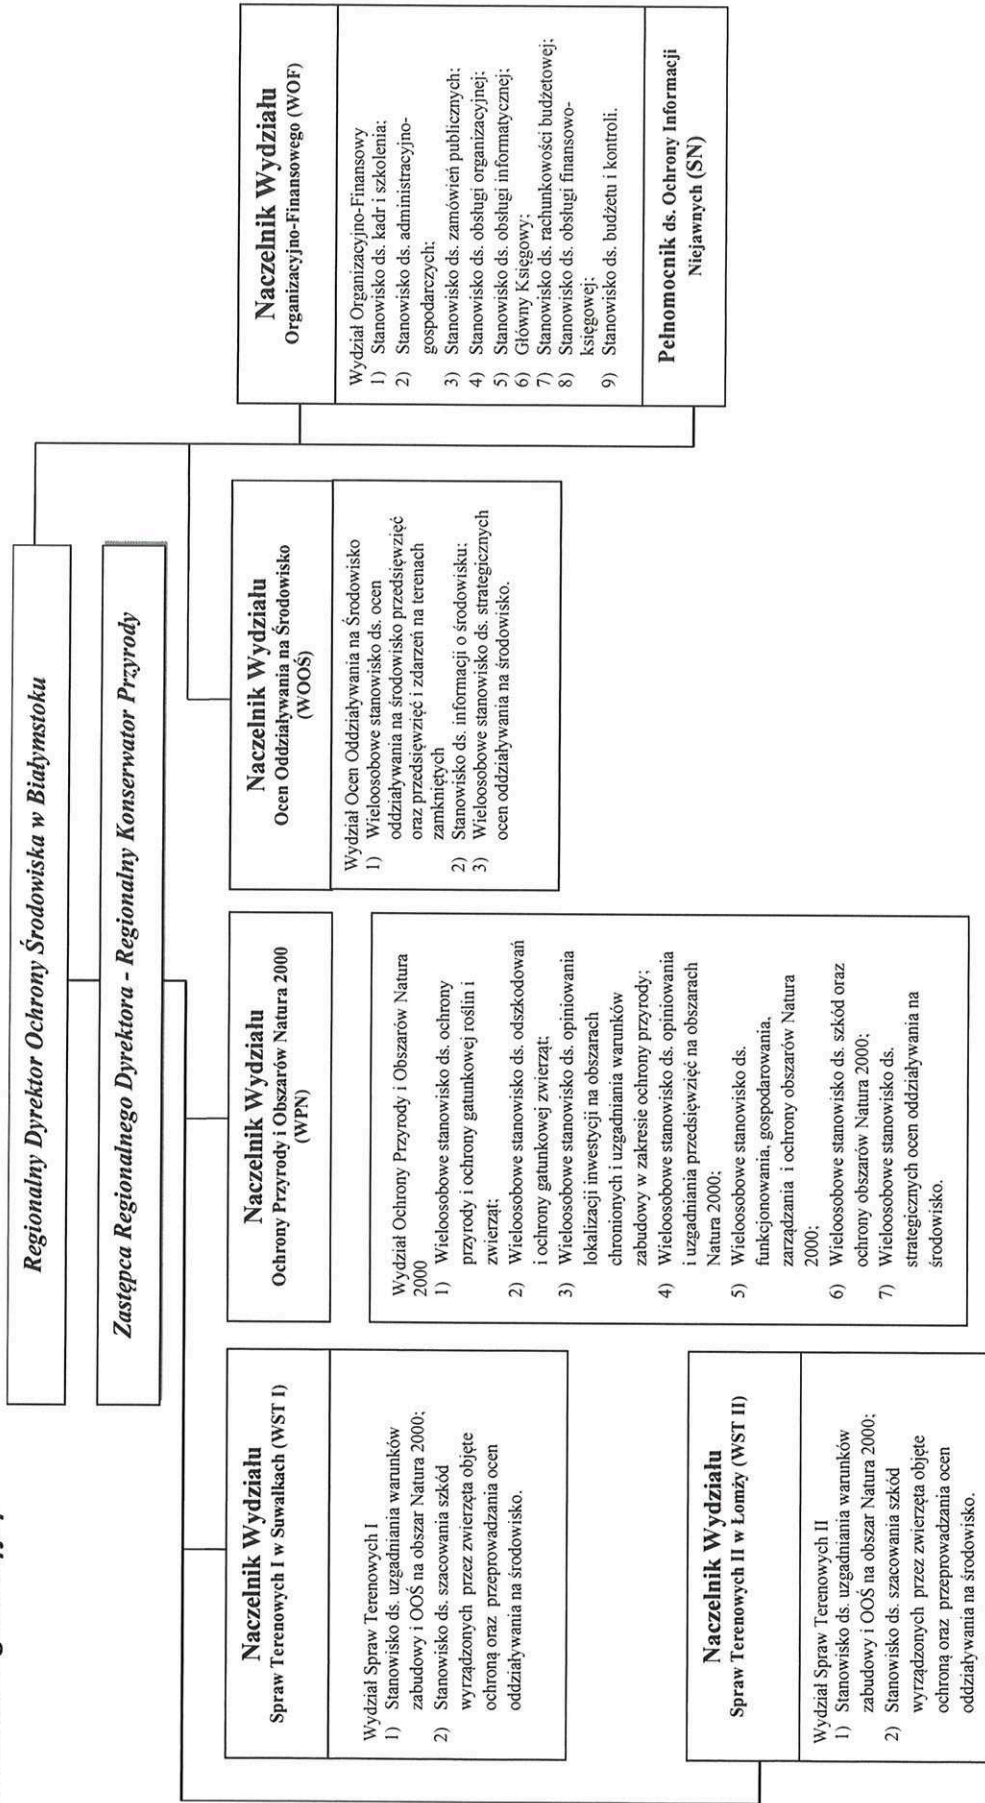 Regionalny Dyrektor Ochrony Środowiska w Białymstoku
Zastępca Regionalnego Dyrektora - Regionalny Konserwator Przyrody
Naczelnik Wydziału
Spraw Terenowych I w Suwałkach (WST I)
Wydział Spraw Terenowych I
1) Stanowisko ds. uzgadniania warunków
zabudowy i OOŚ na obszar Natura 2000;
2) Stanowisko ds. szacowania szkód
wyrządzonych przez zwierzęta objęte
ochroną oraz przeprowadzania ocen
oddziaływania na środowisko.
Naczelnik Wydziału
Spraw Terenowych II w Łomży (WST II)
Wydział Spraw Terenowych II
1) Stanowisko ds. uzgadniania warunków
zabudowy i OOŚ na obszar Natura 2000;
2) Stanowisko ds. szacowania szkód
wyrządzonych przez zwierzęta objęte
ochroną oraz przeprowadzania ocen
oddziaływania na środowisko.
Naczelnik Wydziału
Ochrony Przyrody i Obszarów Natura 2000
(WPN)
Wydział Ochrony Przyrody i Obszarów Natura
2000
1) Wieloosobowe stanowisko ds. ochrony
przyrody i ochrony gatunkowej roślin i
zwierząt;
2) Wieloosobowe stanowisko ds. odszkodowań
i ochrony gatunkowej zwierząt;
3) Wieloosobowe stanowisko ds. opiniowania
lokalizacji inwestycji na obszarach
chronionych i uzgadniania warunków
zabudowy w zakresie ochrony przyrody;
4) Wieloosobowe stanowisko ds. opiniowania
i uzgadniania przedsięwzięć na obszarach
Natura 2000;
5) Wieloosobowe stanowisko ds.
funkcjonowania, gospodarowania,
zarządzania i ochrony obszarów Natura
2000;
6) Wieloosobowe stanowisko ds. szkód oraz
ochrony obszarów Natura 2000;
7) Wieloosobowe stanowisko ds.
strategicznych ocen oddziaływania na
środowisko.
Naczelnik Wydziału
Ocen Oddziaływania na Środowisko
(WOOŚ)
Wydział Ocen Oddziaływania na Środowisko
1) Wieloosobowe stanowisko ds. ocen
oddziaływania na środowisko przedsięwzięć
oraz przedsięwzięć i zdarzeń na terenach
zamkniętych
2) Stanowisko ds. informacji o środowisku;
3) Wieloosobowe stanowisko ds. strategicznych
ocen oddziaływania na środowisko.
Naczelnik Wydziału
Organizacyjno-Finansowego (WOF)
Wydział Organizacyjno-Finansowy
1) Stanowisko ds. kadr i szkolenia;
2) Stanowisko ds. administracyjno-
gospodarczych;
3) Stanowisko ds. zamówień publicznych;
4) Stanowisko ds. obsługi organizacyjnej;
5) Stanowisko ds. obsługi informatycznej;
6) Główny Księgowy;
7) Stanowisko ds. rachunkowości budżetowej;
8) Stanowisko ds. obsługi finansowo-
księgowej;
9) Stanowisko ds. budżetu i kontroli.
Pełnomocnik ds. Ochrony Informacji
Niejawnych (SN)